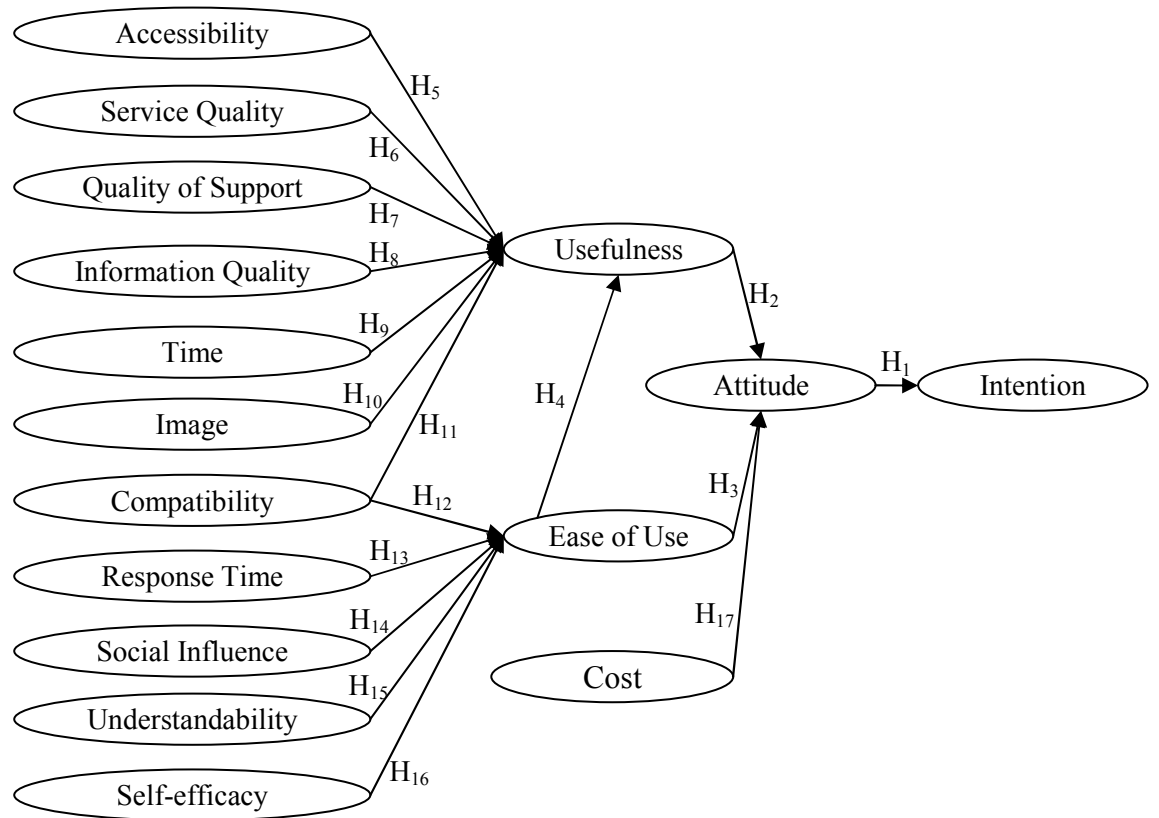 Accessibility
H5
Service Quality
H6
Quality of Support
H7
Usefulness
H8
Information Quality
H2
H9
Time
Attitude
H1
Intention
H10
H4
Image
H11
Compatibility
H12
H3
Ease of Use
H13
Response Time
H14
H17
Social Influence
Cost
H15
Understandability
H16
Self-efficacy